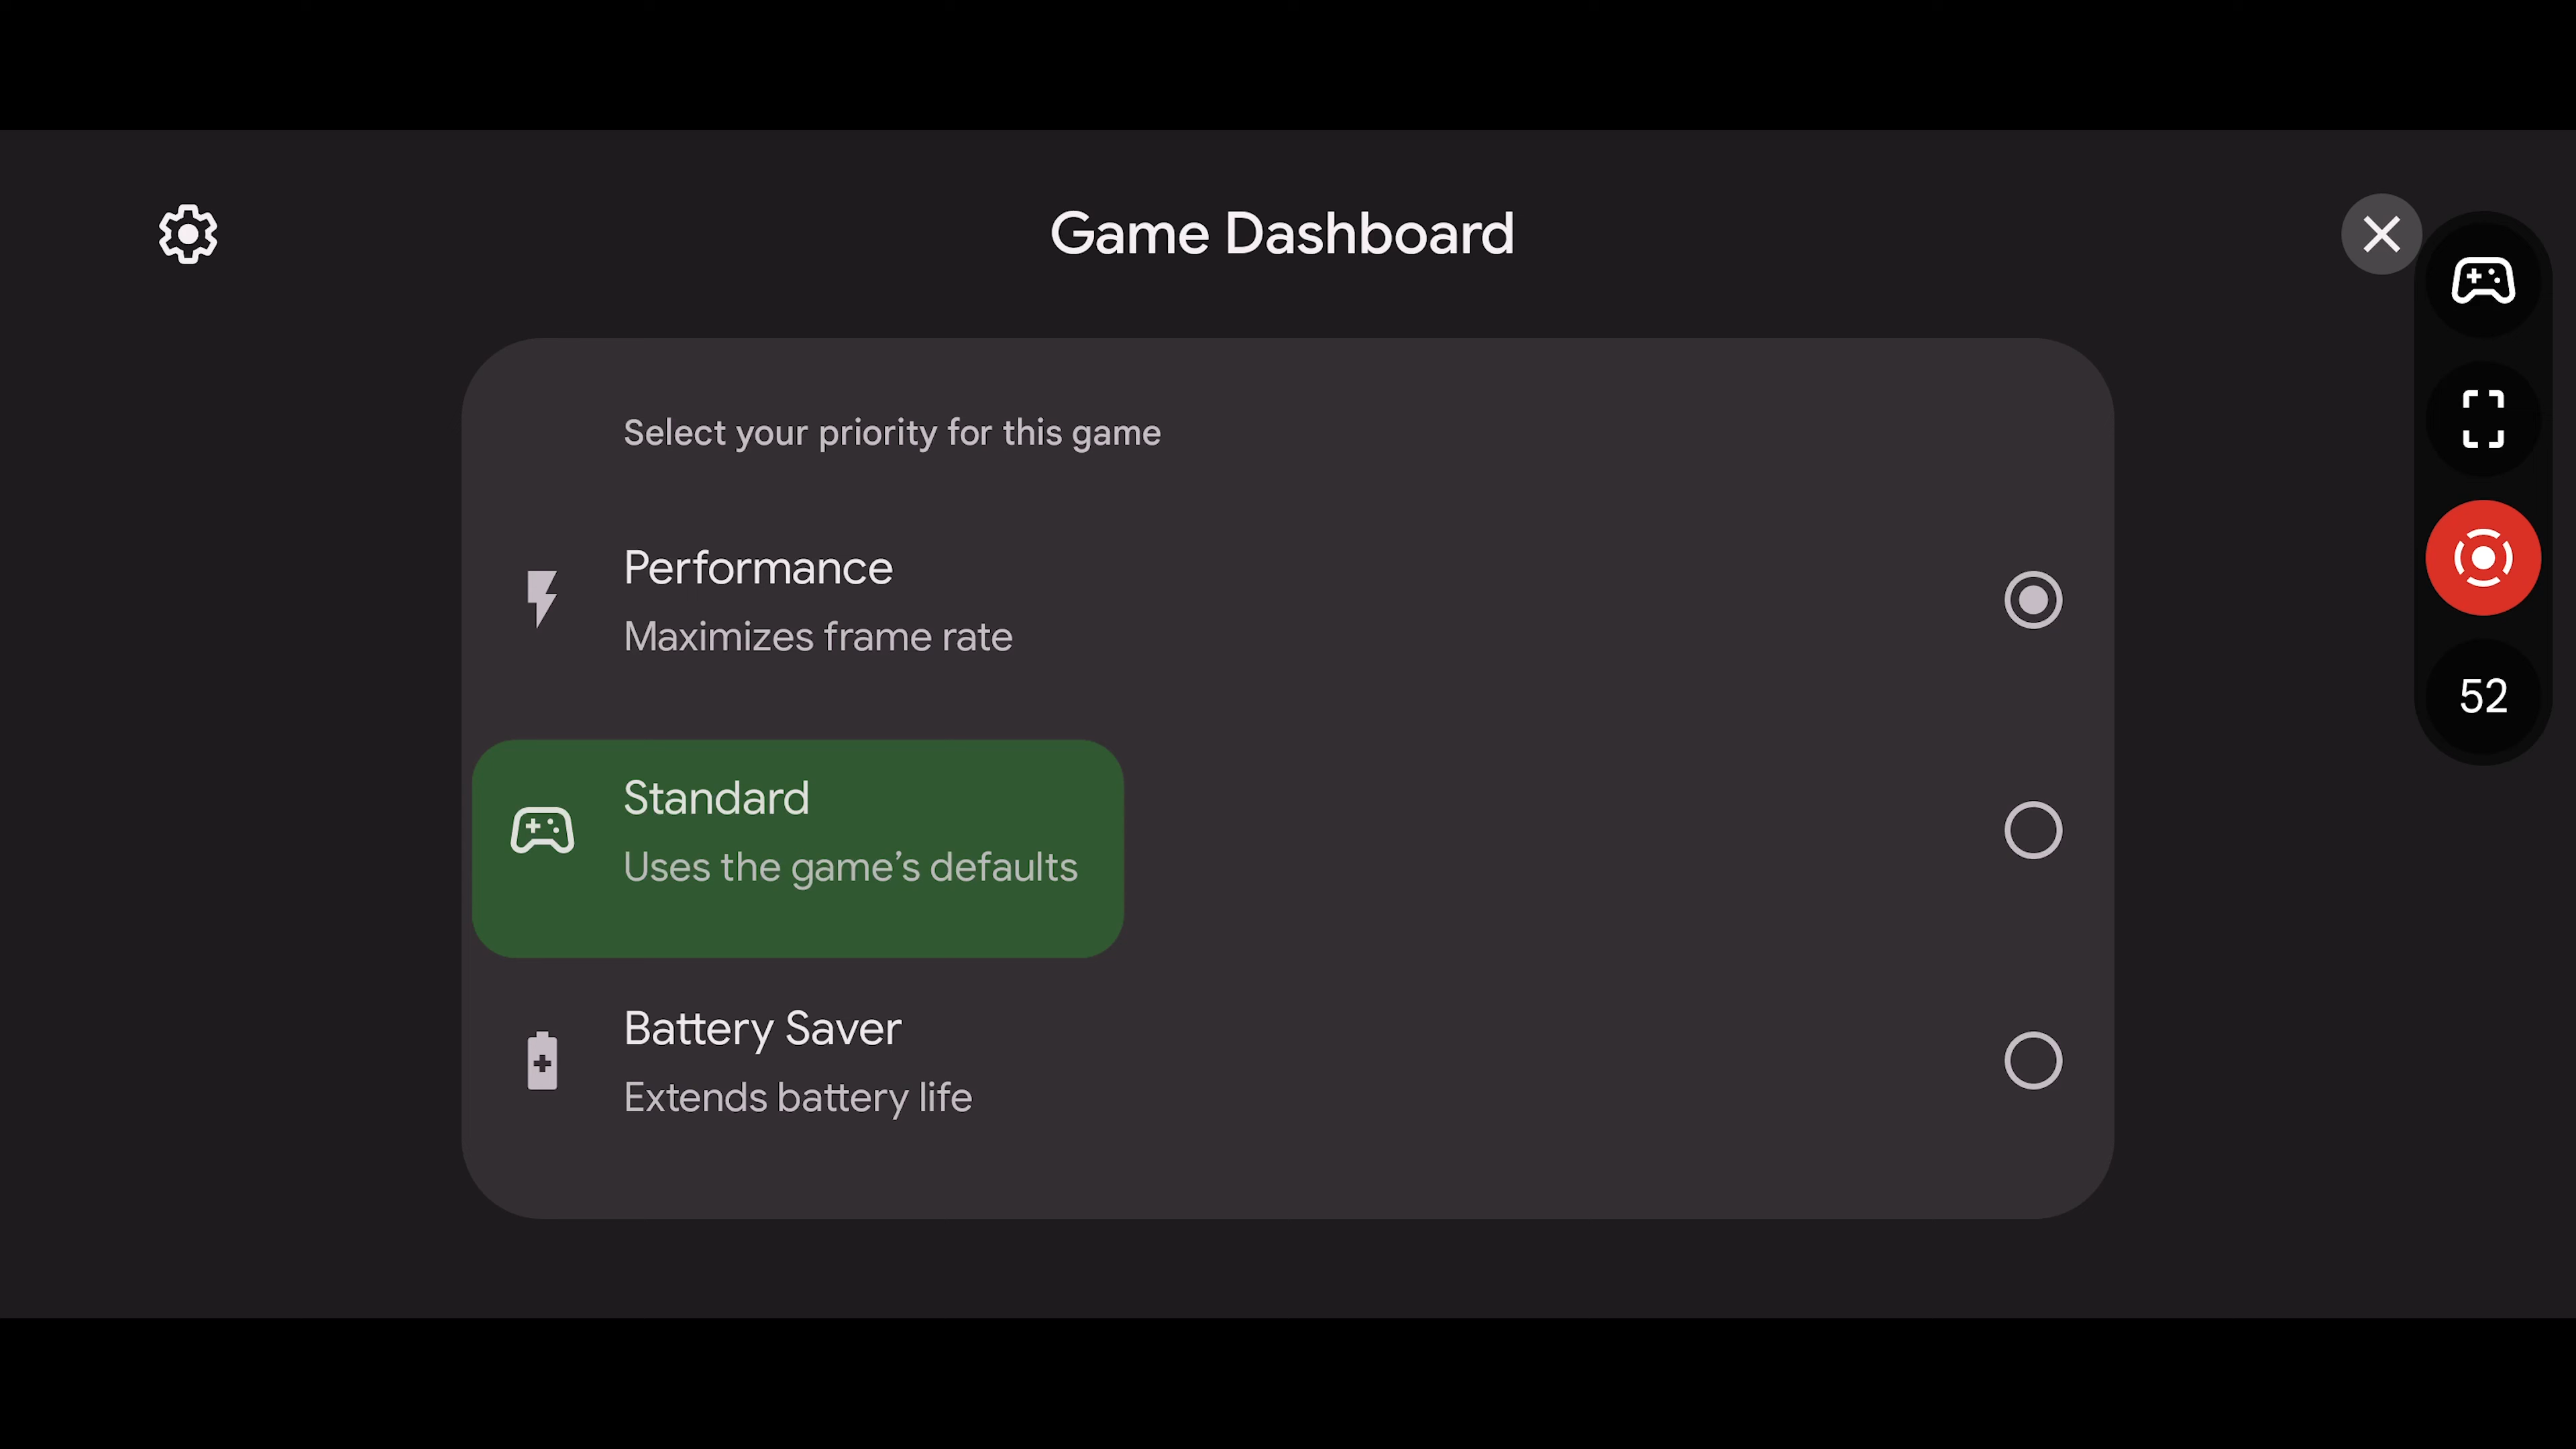 Game Dashboard
Select your priority for this game
Performance
Maximizes frame rate
Standard
Uses the game’s defaults
Battery Saver
Extends battery life
52